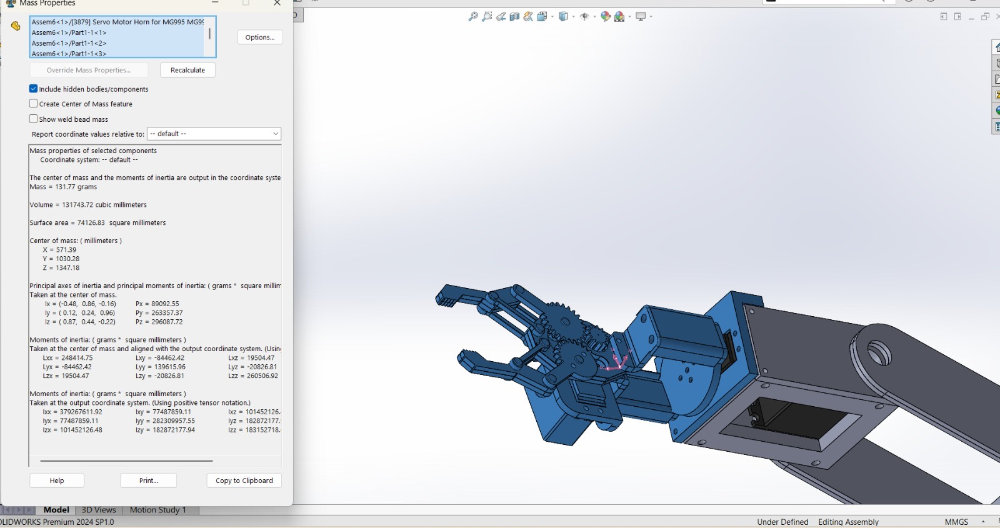 Mass Properties
Assem6<1>/[3879] Servo Motor Horn for MG995 MG99
Assem6<1>/Part1-1<1>
Assem6<1>/Part1-1<2>
Assem6<1>/Part1-1<3>
Options...
Override Mass Properties...
Recalculate
Include hidden bodies/components
Create Center of Mass feature
Show weld bead mass
Report coordinate values relative to:
-- default --
Mass properties of selected components
Coordinate system: -- default --
The center of mass and the moments of inertia are output in the coordinate syste
Mass = 131.77 grams
Volume = 131743.72 cubic millimeters
Surface area = 74126.83 square millimeters
Center of mass: ( millimeters )
X = 571.39
Y = 1030.28
Z = 1347.18
Principal axes of inertia and principal moments of inertia: ( grams * square millim
Taken at the center of mass.
Ix = (-0.48, 0.86, -0.16) Px = 89092.55
Iy = ( 0.12, 0.24, 0.96) Py = 263357.37
Iz = ( 0.87, 0.44, -0.22) Pz = 296087.72
Moments of inertia: ( grams * square millimeters )
Taken at the center of mass and aligned with the output coordinate system. (Usin
Lxx = 248414.75 Lxy = -84462.42 Lxz = 19504.47
Lyx = -84462.42 Lyy = 139615.96 Lyz = -20826.81
Lzx = 19504.47 Lzy = -20826.81 Lzz = 260506.92
Moments of inertia: ( grams * square millimeters )
Taken at the output coordinate system. (Using positive tensor notation.)
Ixx = 379267611.92 Ixy = 77487859.11 Ixz = 101452126.
Iyx = 77487859.11 Iyy = 282309957.55 Iyz = 182872177.
Izx = 101452126.48 Izy = 182872177.94 Izz = 183152718.
Help
Print...
Copy to Clipboard
Model
3D Views
Motion Study 1
OLIDWORKS Premium 2024 SP1.0
Under Defined
Editing Assembly
MMGS